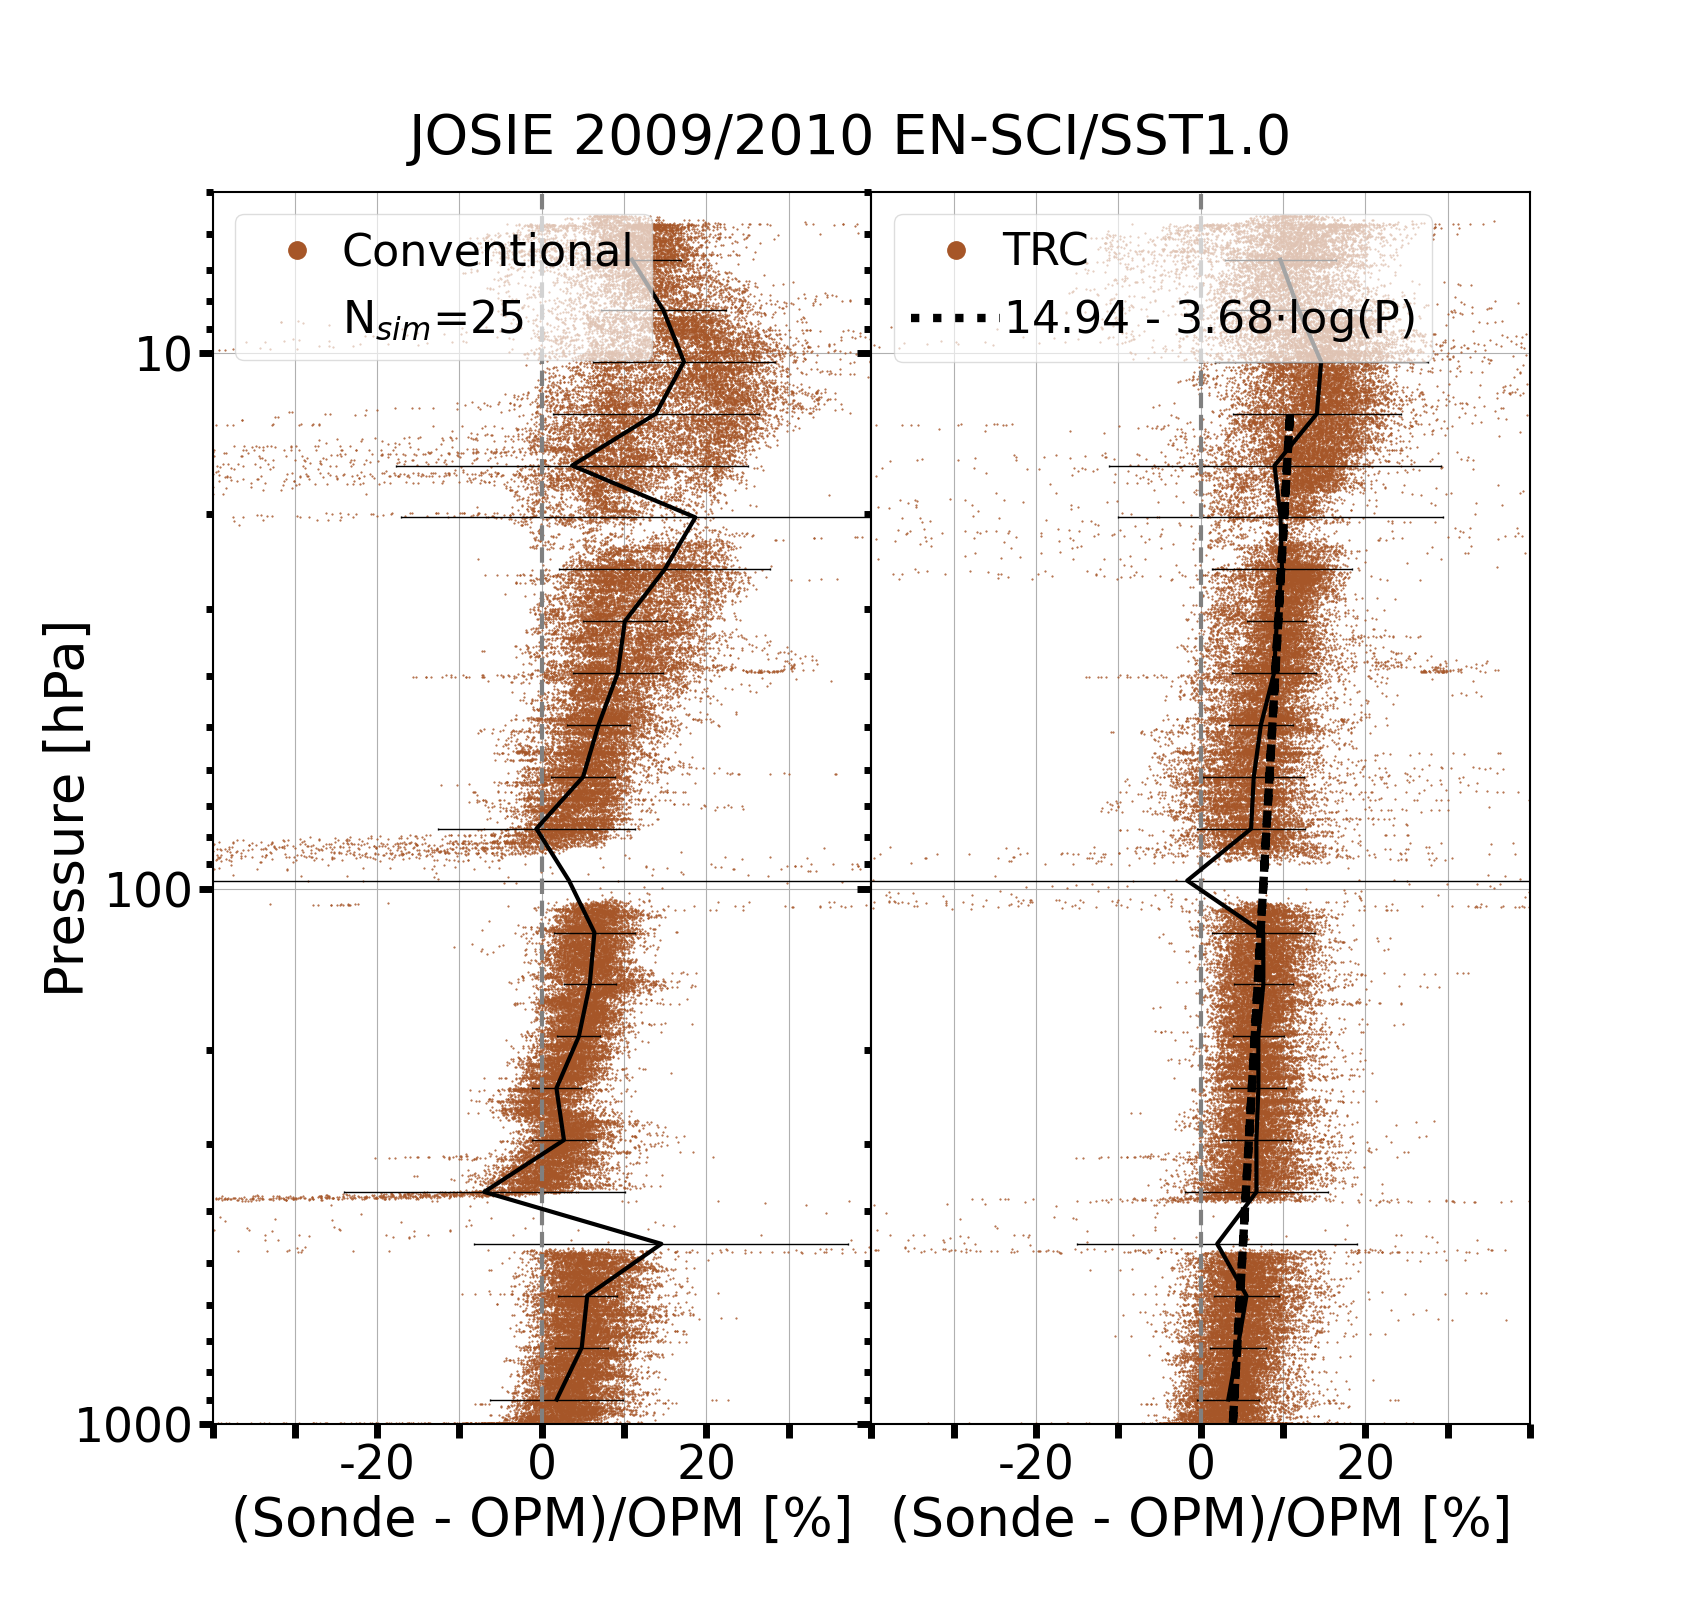 JOSIE 2009/2010 EN-SCI/SST1.0
Conventional
N_sim=25
TRC
14.94 - 3.68·log(P)
Pressure [hPa]
10
100
1000
-20 0 20
-20 0 20
(Sonde - OPM)/OPM [%]
(Sonde - OPM)/OPM [%]